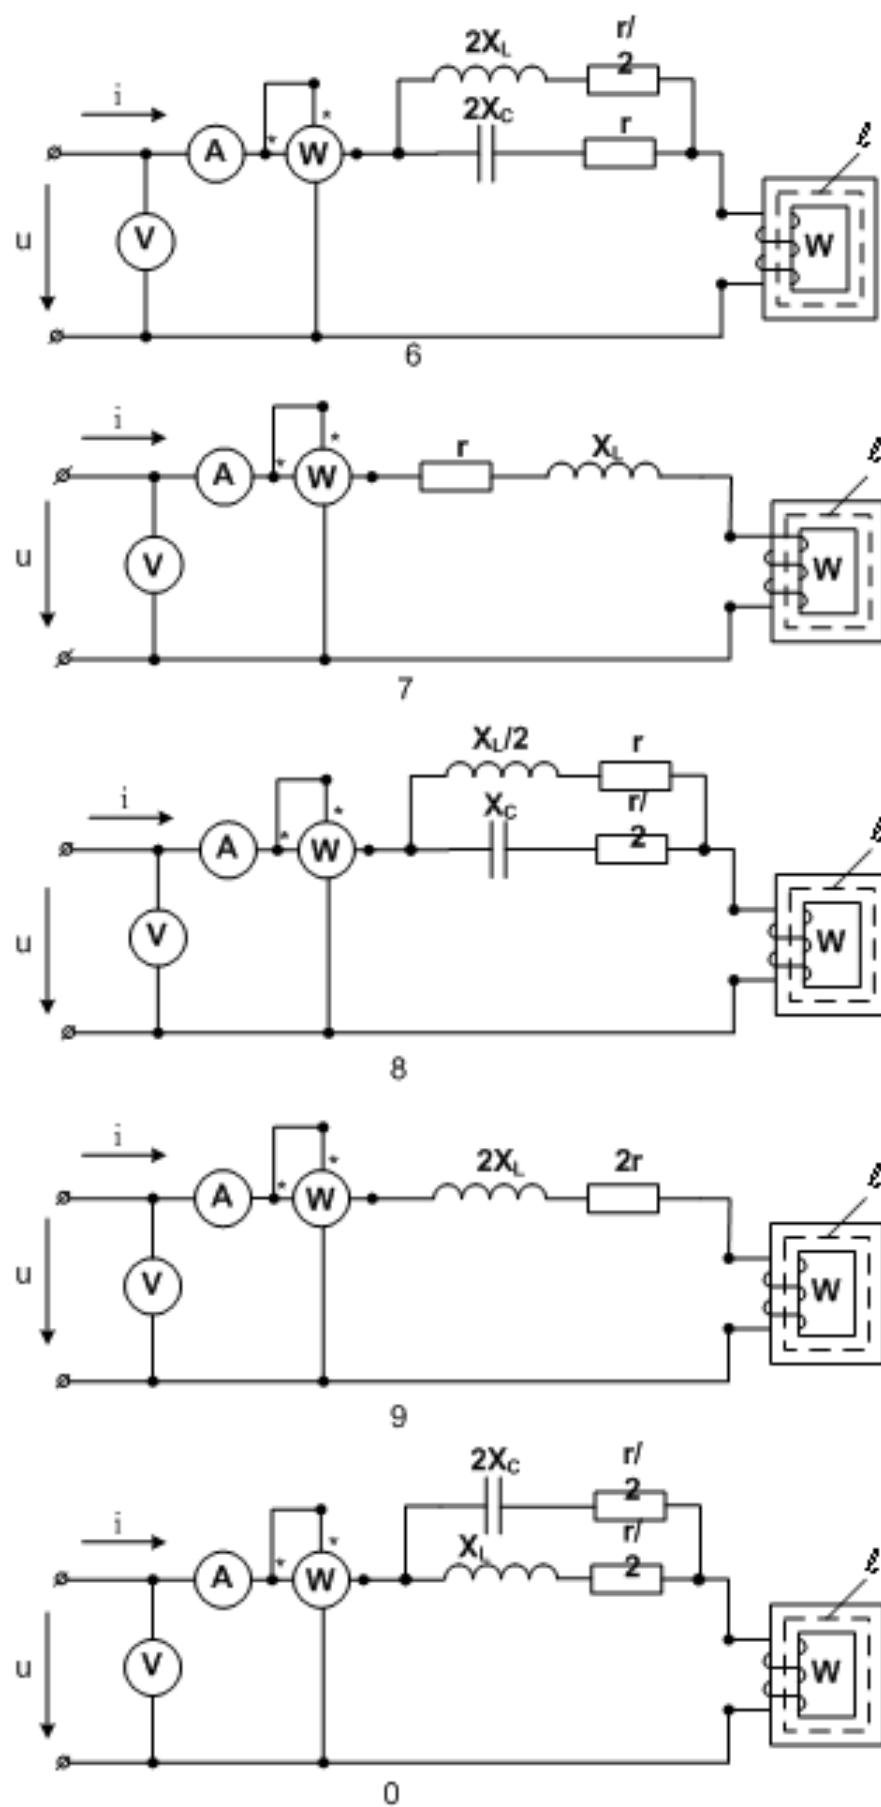 r/
2X_L 2
i 2X_C r
* *
A W ℓ
u V W
6
i
* * r X_L
A W ℓ
u V W
7
X_L/2 r
i X_C r/
* * 2
A W ℓ
u V W
8
i
* * 2X_L 2r
A W ℓ
u V W
9
2X_C r/
2
i X_L r/
* * 2
A W ℓ
u V W
0